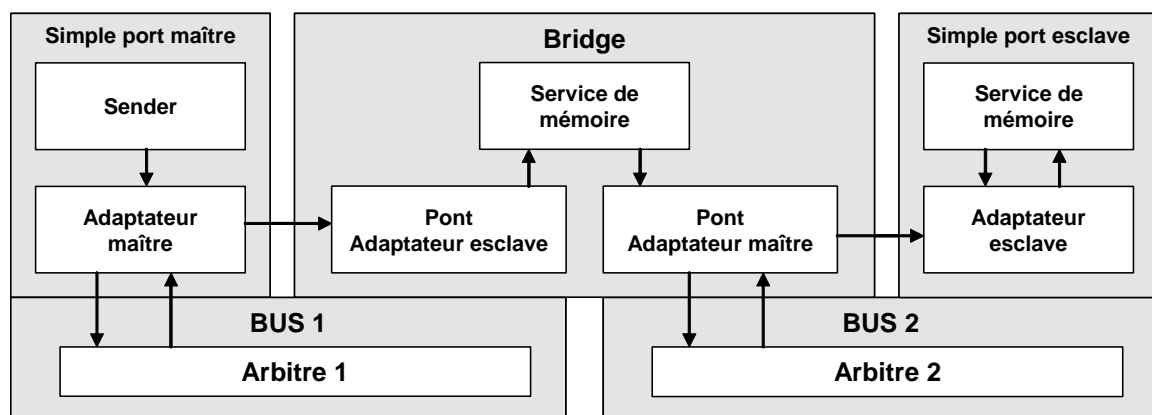 Simple port maître
Sender
Adaptateur
maître
Bridge
Service de
mémoire
Pont
Adaptateur esclave
Pont
Adaptateur maître
Simple port esclave
Service de
mémoire
Adaptateur
esclave
BUS 1
Arbitre 1
BUS 2
Arbitre 2